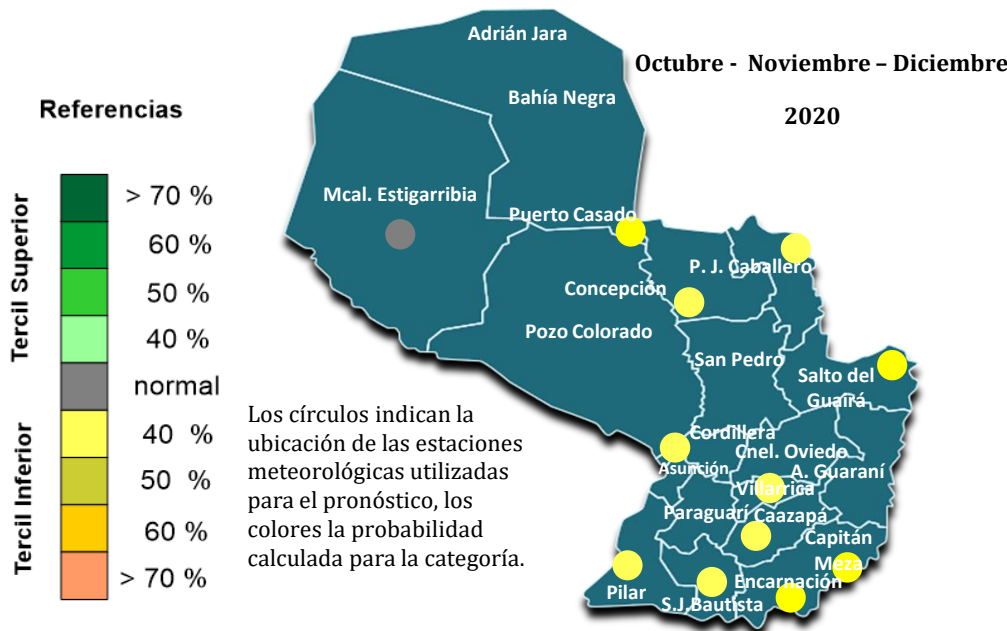 Octubre - Noviembre – Diciembre
2020
Referencias
Tercil Superior
> 70 %
60 %
50 %
40 %
normal
Tercil Inferior
40 %
50 %
60 %
> 70 %
Los círculos indican la
ubicación de las estaciones
meteorológicas utilizadas
para el pronóstico, los
colores la probabilidad
calculada para la categoría.
Adrián Jara
Bahía Negra
Mcal. Estigarribia
Puerto Casado
P. J. Caballero
Concepción
Pozo Colorado
San Pedro
Salto del
Guairá
Cordillera
Cnel. Oviedo
Asunción
A. Guaraní
Villarrica
Paraguarí
Caazapá
Capitán
Meza
Encarnación
Pilar
S.J.Bautista